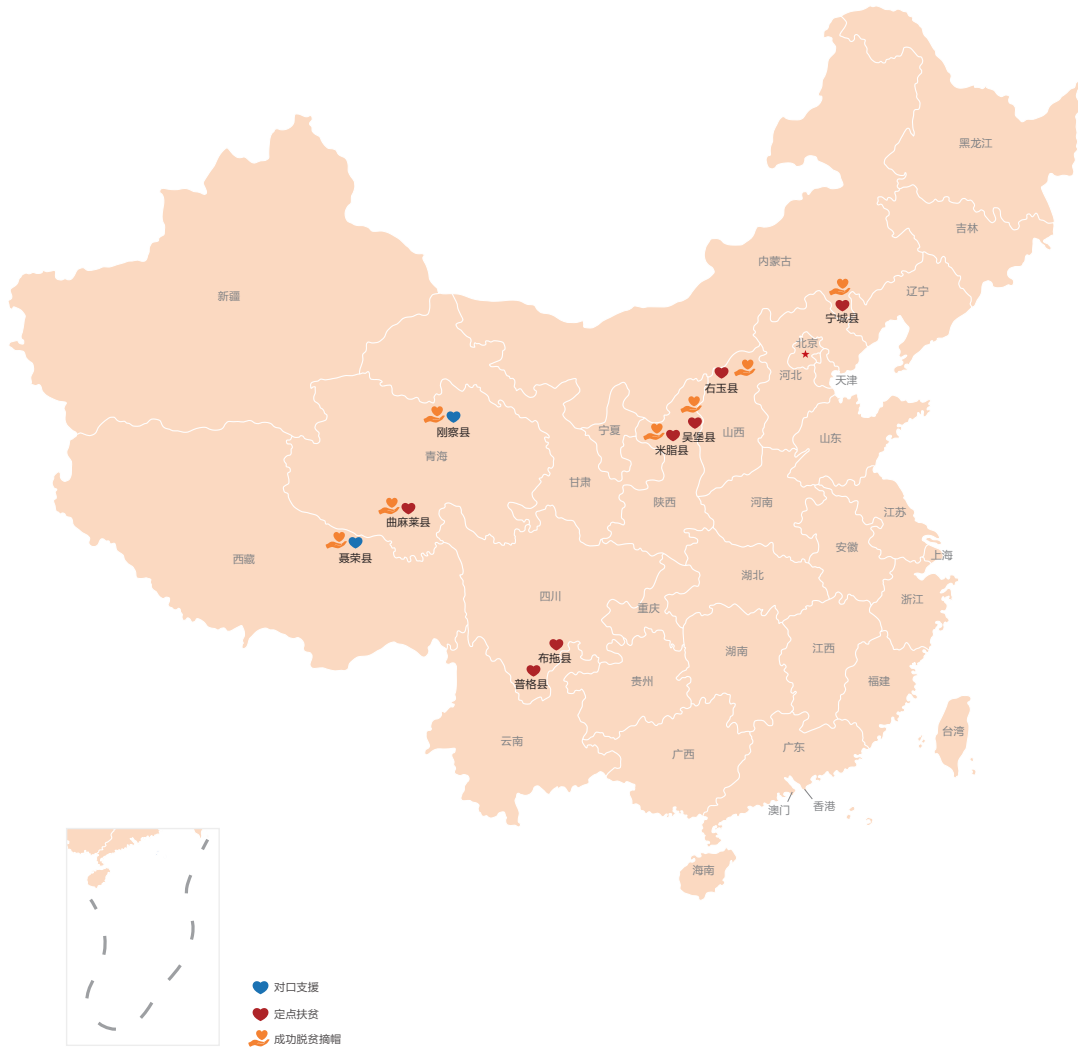 黑龙江
吉林
内蒙古
辽宁
新疆
宁城县
北京
河北
天津
右玉县
刚察县
宁夏
山西
吴堡县
山东
米脂县
青海
甘肃
陕西
河南
江苏
曲麻莱县
安徽
上海
聂荣县
西藏
湖北
四川
重庆
浙江
布拖县
湖南
江西
普格县
贵州
福建
台湾
云南
广西
广东
澳门
香港
海南
对口支援
定点扶贫
成功脱贫摘帽